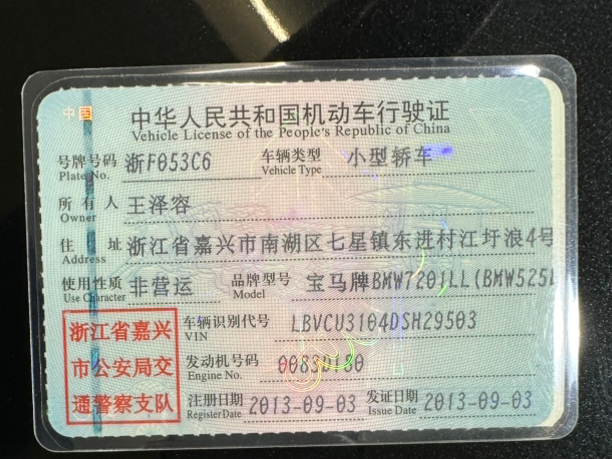 中国
中华人民共和国机动车行驶证
Vehicle License of the People's Republic of China
号牌号码 浙F053C6 车辆类型 小型轿车
Plate No. Vehicle Type
所有人 王泽容
Owner
住址 浙江省嘉兴市南湖区七星镇东进村江圩浪4号
Address
使用性质 非营运 品牌型号 宝马牌BMW7201LL(BMW525L
Use Character Model
浙江省嘉兴 车辆识别代号 LBVCU3104DSH29503
VIN
市公安局交 发动机号码
Engine No.
通警察支队 注册日期 2013-09-03 发证日期 2013-09-03
Register Date Issue Date